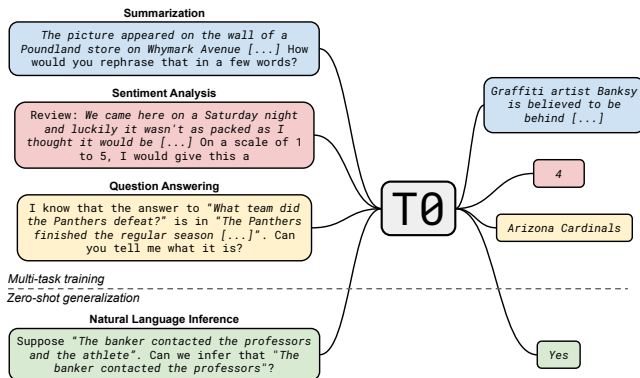 Summarization
The picture appeared on the wall of a
Poundland store on Whymark Avenue [...] How
would you rephrase that in a few words?
Sentiment Analysis
Review: We came here on a Saturday night
and luckily it wasn't as packed as I
thought it would be [...] On a scale of 1
to 5, I would give this a
Question Answering
I know that the answer to “What team did
the Panthers defeat?” is in “The Panthers
finished the regular season [...]”. Can
you tell me what it is?
Multi-task training
Zero-shot generalization
Natural Language Inference
Suppose “The banker contacted the professors
and the athlete”. Can we infer that "The
banker contacted the professors"?
T0
Graffiti artist Banksy
is believed to be
behind [...]
4
Arizona Cardinals
Yes